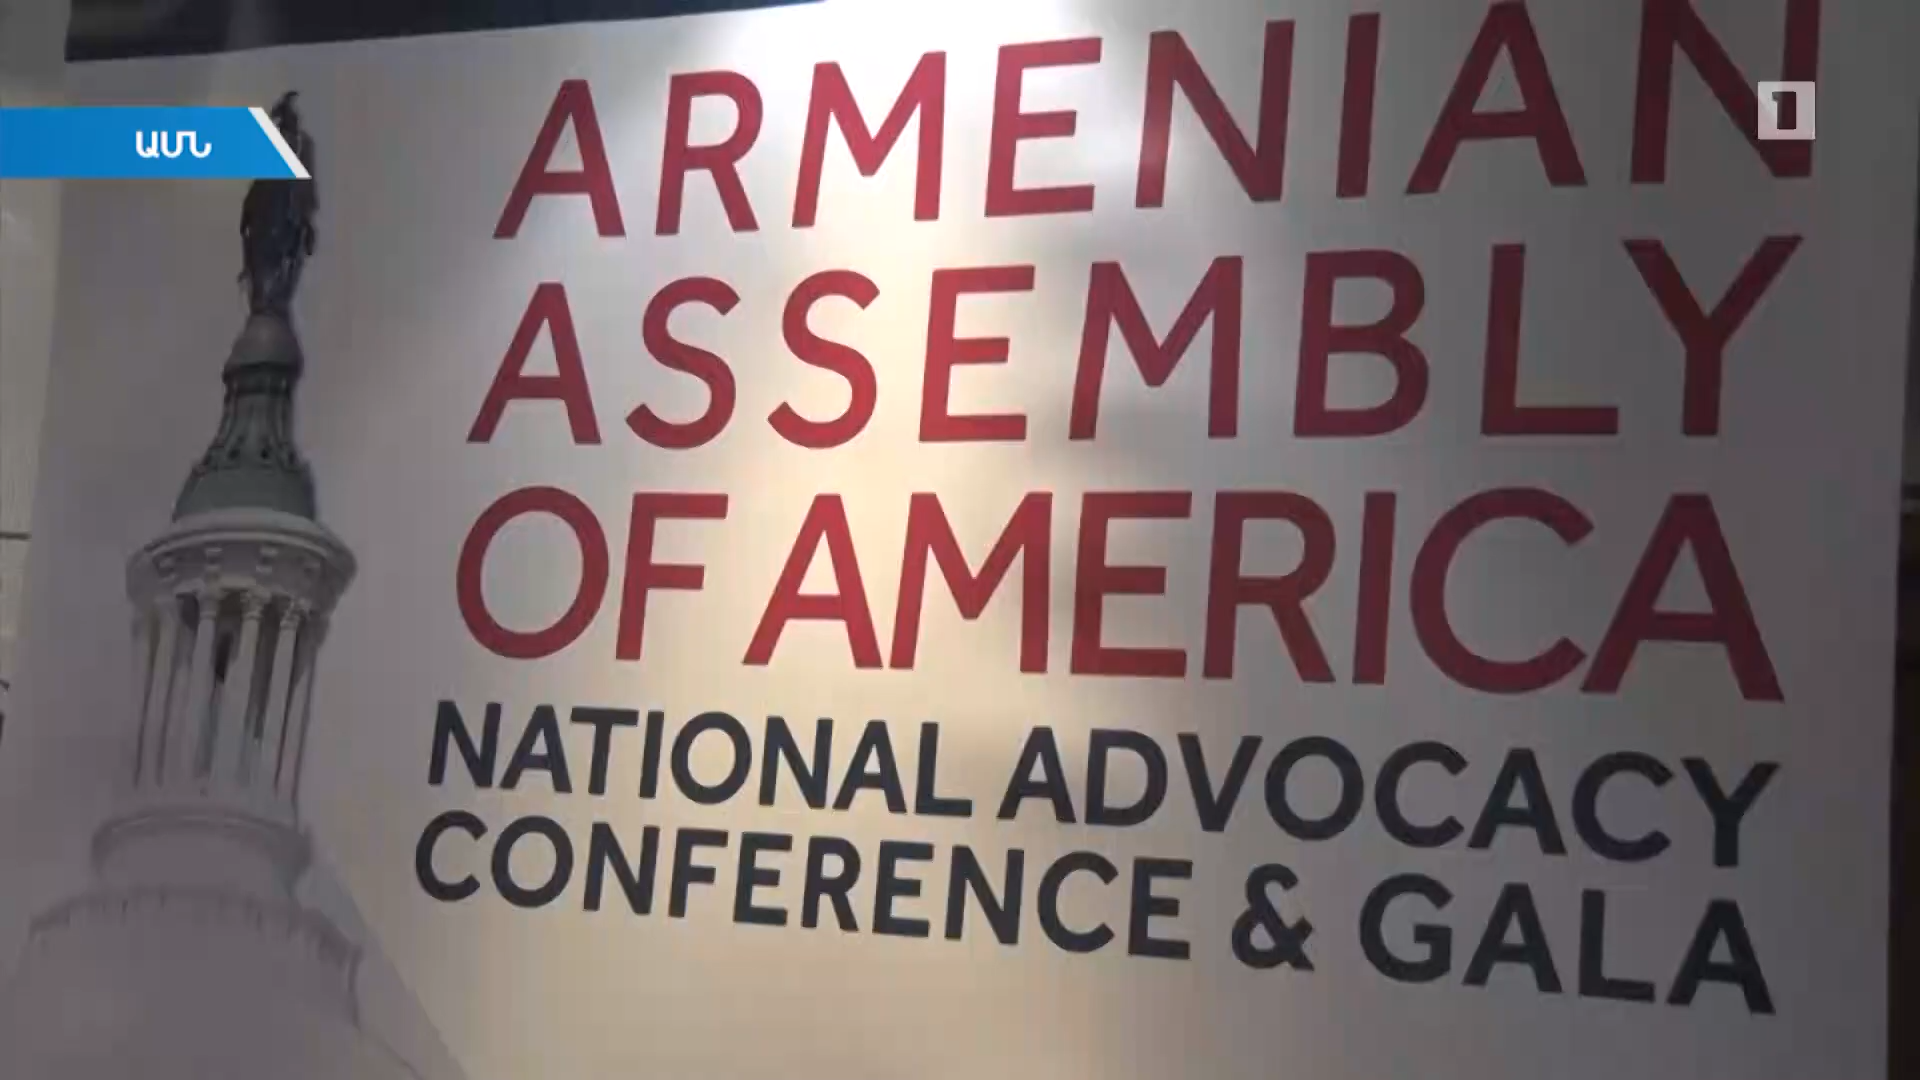 ԱՄՆ
1
ARMENIAN
ASSEMBLY
OF AMERICA
NATIONAL ADVOCACY
CONFERENCE & GALA